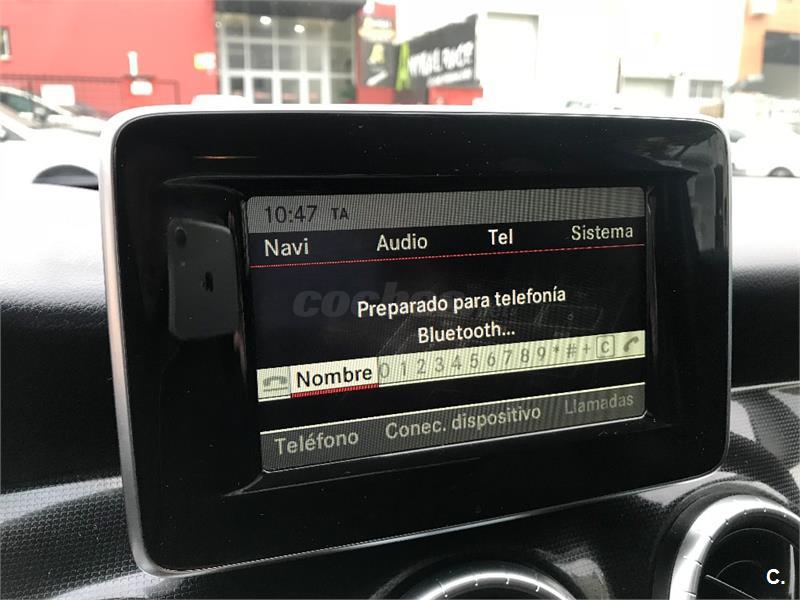 10:47 TA
Navi Audio Tel Sistema
Preparado para telefonía
Bluetooth...
Nombre 0 1 2 3 4 5 6 7 8 9 * # + C
Teléfono Conec. dispositivo Llamadas
C.